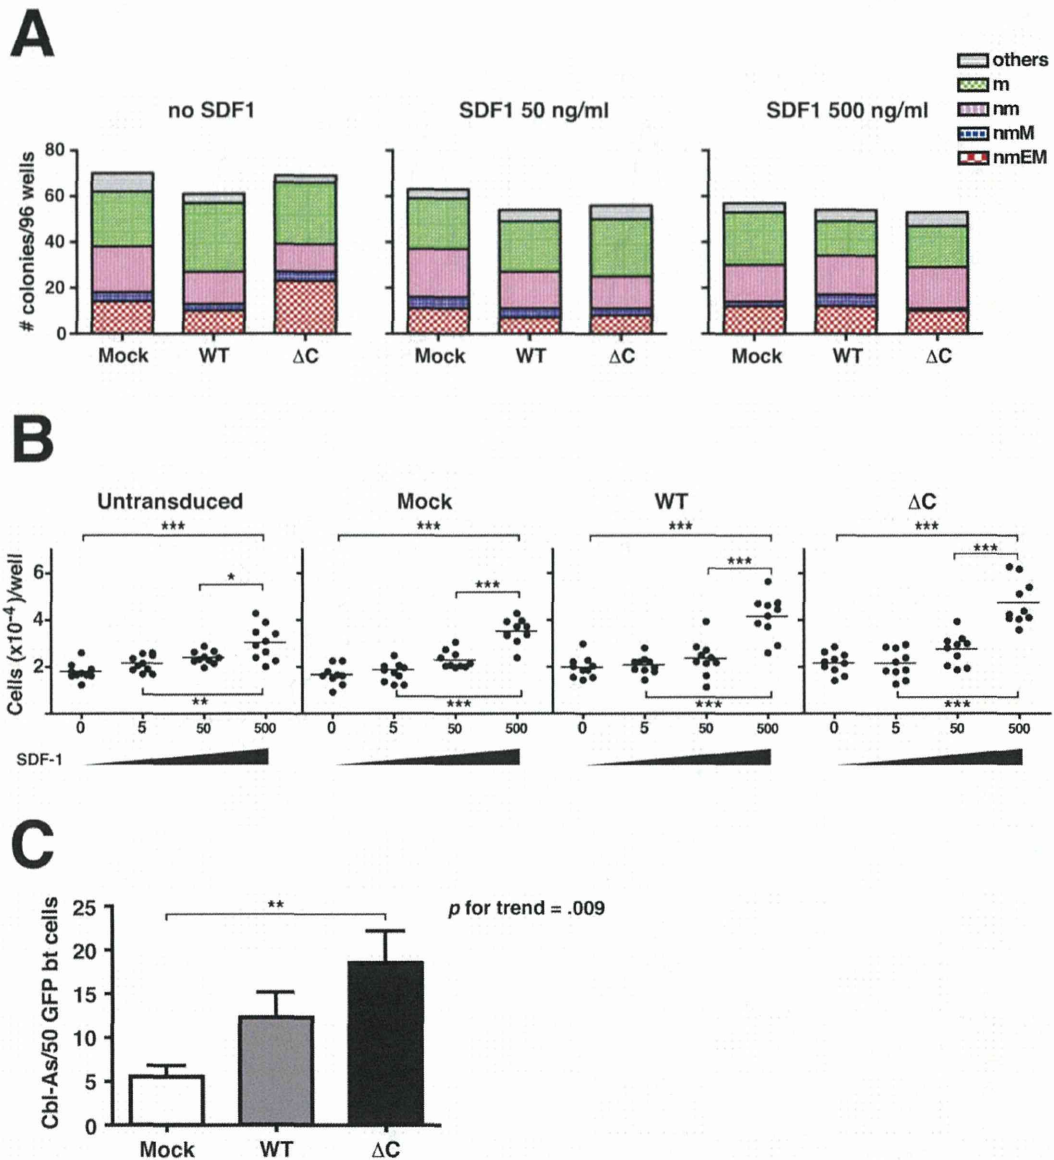 A
others
m
nm
nmM
nmEM
no SDF1
SDF1 50 ng/ml
SDF1 500 ng/ml
# colonies/96 wells
80
60
40
20
0
Mock WT ΔC
Mock WT ΔC
Mock WT ΔC
B
Untransduced
Mock
WT
ΔC
*** *** *** ***
* *** *** ***
Cells (x10⁻⁴)/well
6
4
2
** *** *** ***
0 5 50 500
0 5 50 500
0 5 50 500
0 5 50 500
SDF-1
C
Cbl-As/50 GFP bt cells
25
20
15
10
5
0
**
p for trend = .009
Mock WT ΔC